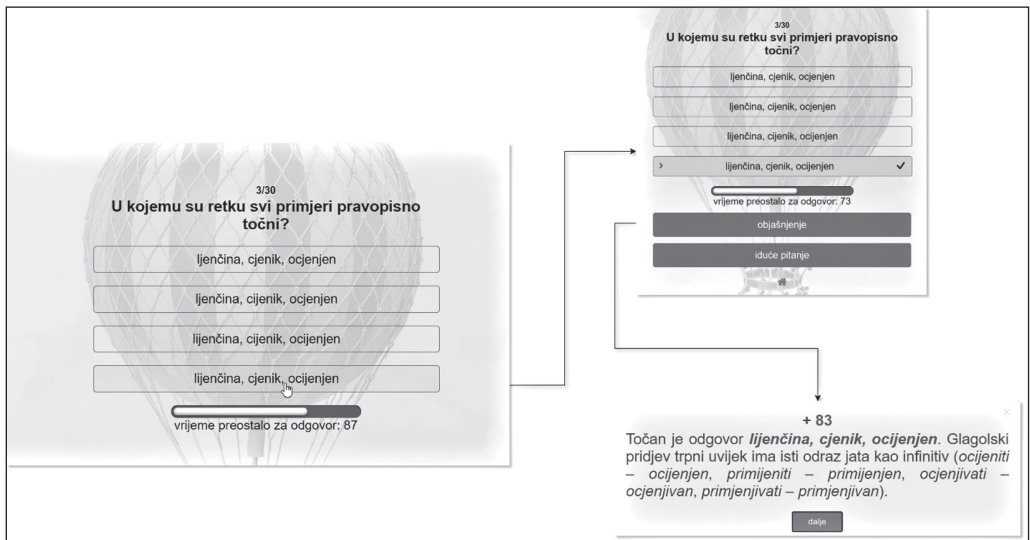 3/30
U kojemu su retku svi primjeri pravopisno
točni?
ljenčina, cjenik, ocjenjen
ljenčina, cijenik, ocjenjen
lijenčina, cijenik, ocijenjen
lijenčina, cjenik, ocijenjen
vrijeme preostalo za odgovor: 87
3/30
U kojemu su retku svi primjeri pravopisno
točni?
ljenčina, cjenik, ocjenjen
ljenčina, cijenik, ocjenjen
lijenčina, cijenik, ocijenjen
lijenčina, cjenik, ocijenjen
vrijeme preostalo za odgovor: 73
objašnjenje
iduće pitanje
+ 83
Točan je odgovor lijenčina, cjenik, ocijenjen. Glagolski
pridjev trpni uvijek ima isti odraz jata kao infinitiv (ocijeniti
– ocijenjen, primijeniti – primijenjen, ocjenjivati –
ocjenjivan, primjenjivati – primjenjivan).
dalje